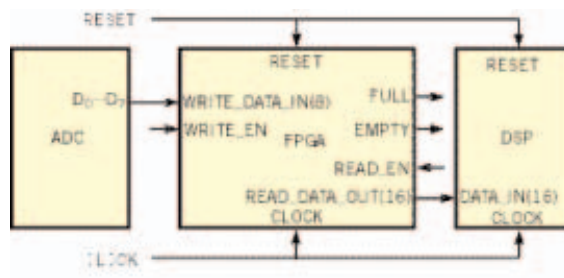 RESET
RESET
RESET
D0–D7
WRITE_DATA_IN(8)
FULL
ADC
WRITE_EN
FPGA
EMPTY
DSP
READ_EN
READ_DATA_OUT(16)
DATA_IN(16)
CLOCK
CLOCK
CLOCK